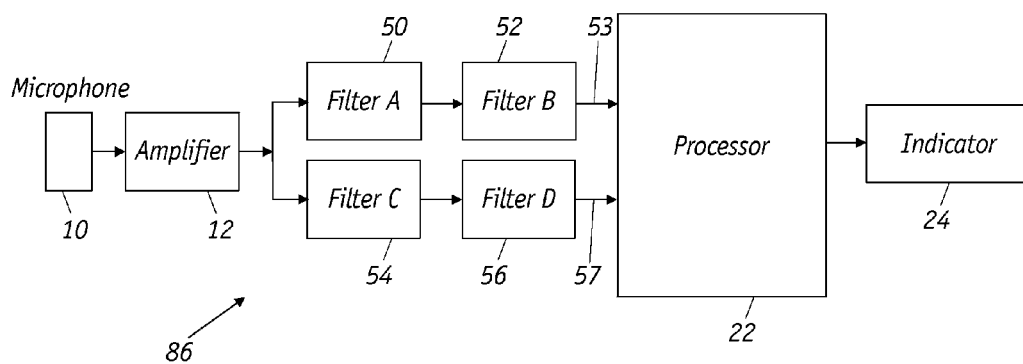 50
52
53
Microphone
Filter A
Filter B
Amplifier
Processor
Indicator
Filter C
Filter D
10
12
54
56
57
24
22
86